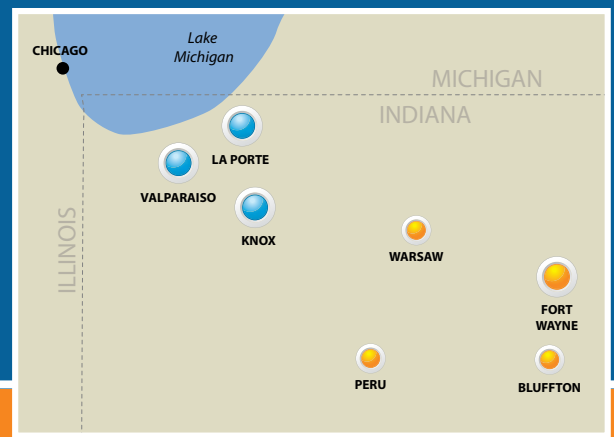 Lake
Michigan
CHICAGO
MICHIGAN
INDIANA
LA PORTE
VALPARAISO
ILLINOIS
KNOX
WARSAW
FORT
WAYNE
PERU
BLUFFTON